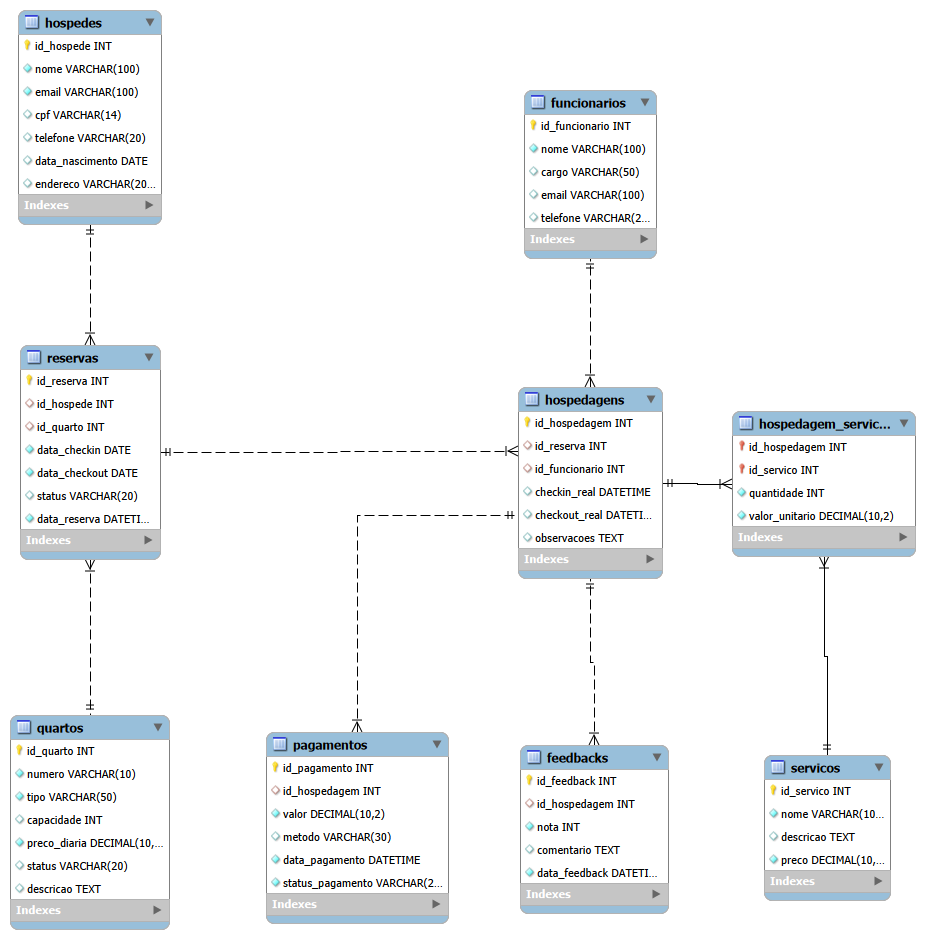 hospedes
id_hospede INT
nome VARCHAR(100)
email VARCHAR(100)
cpf VARCHAR(14)
telefone VARCHAR(20)
data_nascimento DATE
endereco VARCHAR(20...
Indexes
funcionarios
id_funcionario INT
nome VARCHAR(100)
cargo VARCHAR(50)
email VARCHAR(100)
telefone VARCHAR(2...
Indexes
reservas
id_reserva INT
id_hospede INT
id_quarto INT
data_checkin DATE
data_checkout DATE
status VARCHAR(20)
data_reserva DATETI...
Indexes
hospedagens
id_hospedagem INT
id_reserva INT
id_funcionario INT
checkin_real DATETIME
checkout_real DATETI...
observacoes TEXT
Indexes
hospedagem_servic...
id_hospedagem INT
id_servico INT
quantidade INT
valor_unitario DECIMAL(10,2)
Indexes
quartos
id_quarto INT
numero VARCHAR(10)
tipo VARCHAR(50)
capacidade INT
preco_diaria DECIMAL(10,...
status VARCHAR(20)
descricao TEXT
Indexes
pagamentos
id_pagamento INT
id_hospedagem INT
valor DECIMAL(10,2)
metodo VARCHAR(30)
data_pagamento DATETIME
status_pagamento VARCHAR(2...
Indexes
feedbacks
id_feedback INT
id_hospedagem INT
nota INT
comentario TEXT
data_feedback DATETI...
Indexes
servicos
id_servico INT
nome VARCHAR(10...
descricao TEXT
preco DECIMAL(10,...
Indexes